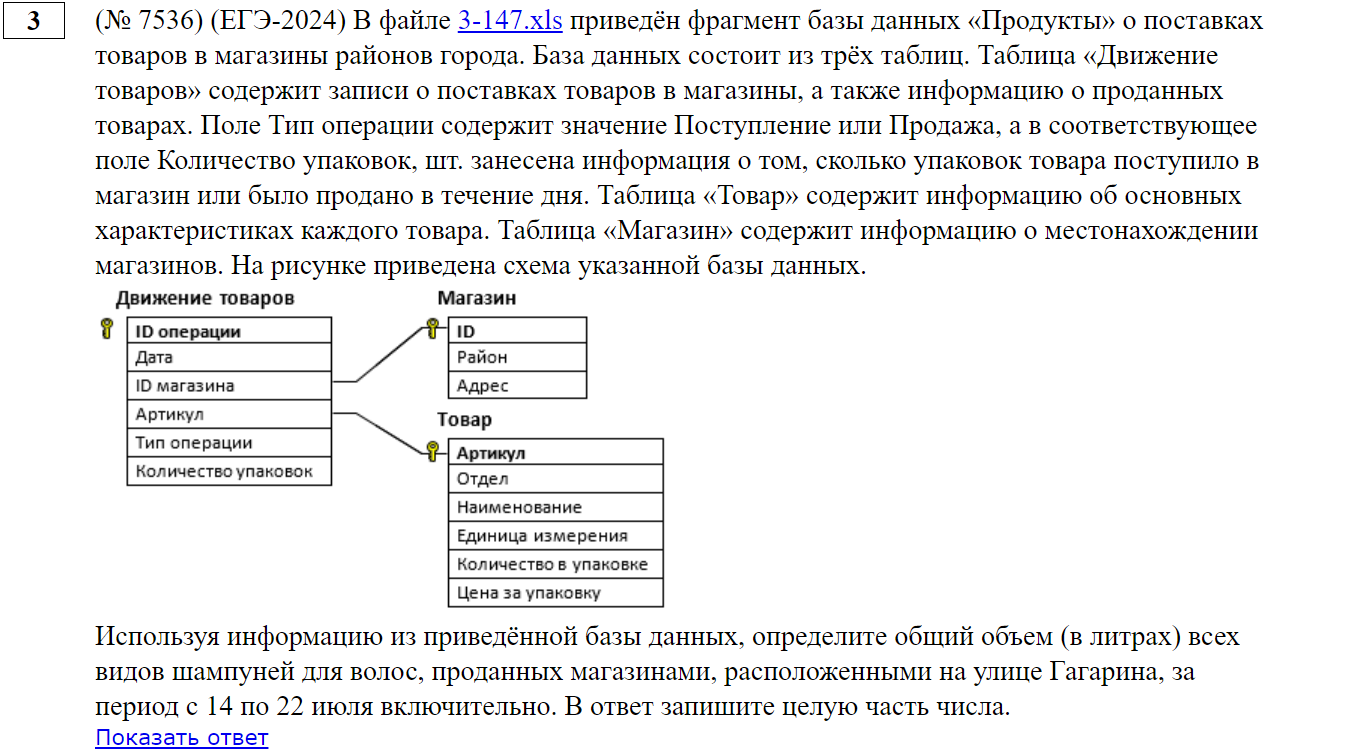 3
(№ 7536) (ЕГЭ-2024) В файле 3-147.xls приведён фрагмент базы данных «Продукты» о поставках
товаров в магазины районов города. База данных состоит из трёх таблиц. Таблица «Движение
товаров» содержит записи о поставках товаров в магазины, а также информацию о проданных
товарах. Поле Тип операции содержит значение Поступление или Продажа, а в соответствующее
поле Количество упаковок, шт. занесена информация о том, сколько упаковок товара поступило в
магазин или было продано в течение дня. Таблица «Товар» содержит информацию об основных
характеристиках каждого товара. Таблица «Магазин» содержит информацию о местонахождении
магазинов. На рисунке приведена схема указанной базы данных.
Движение товаров
ID операции
Дата
ID магазина
Артикул
Тип операции
Количество упаковок
Магазин
ID
Район
Адрес
Товар
Артикул
Отдел
Наименование
Единица измерения
Количество в упаковке
Цена за упаковку
Используя информацию из приведённой базы данных, определите общий объем (в литрах) всех
видов шампуней для волос, проданных магазинами, расположенными на улице Гагарина, за
период с 14 по 22 июля включительно. В ответ запишите целую часть числа.
Показать ответ